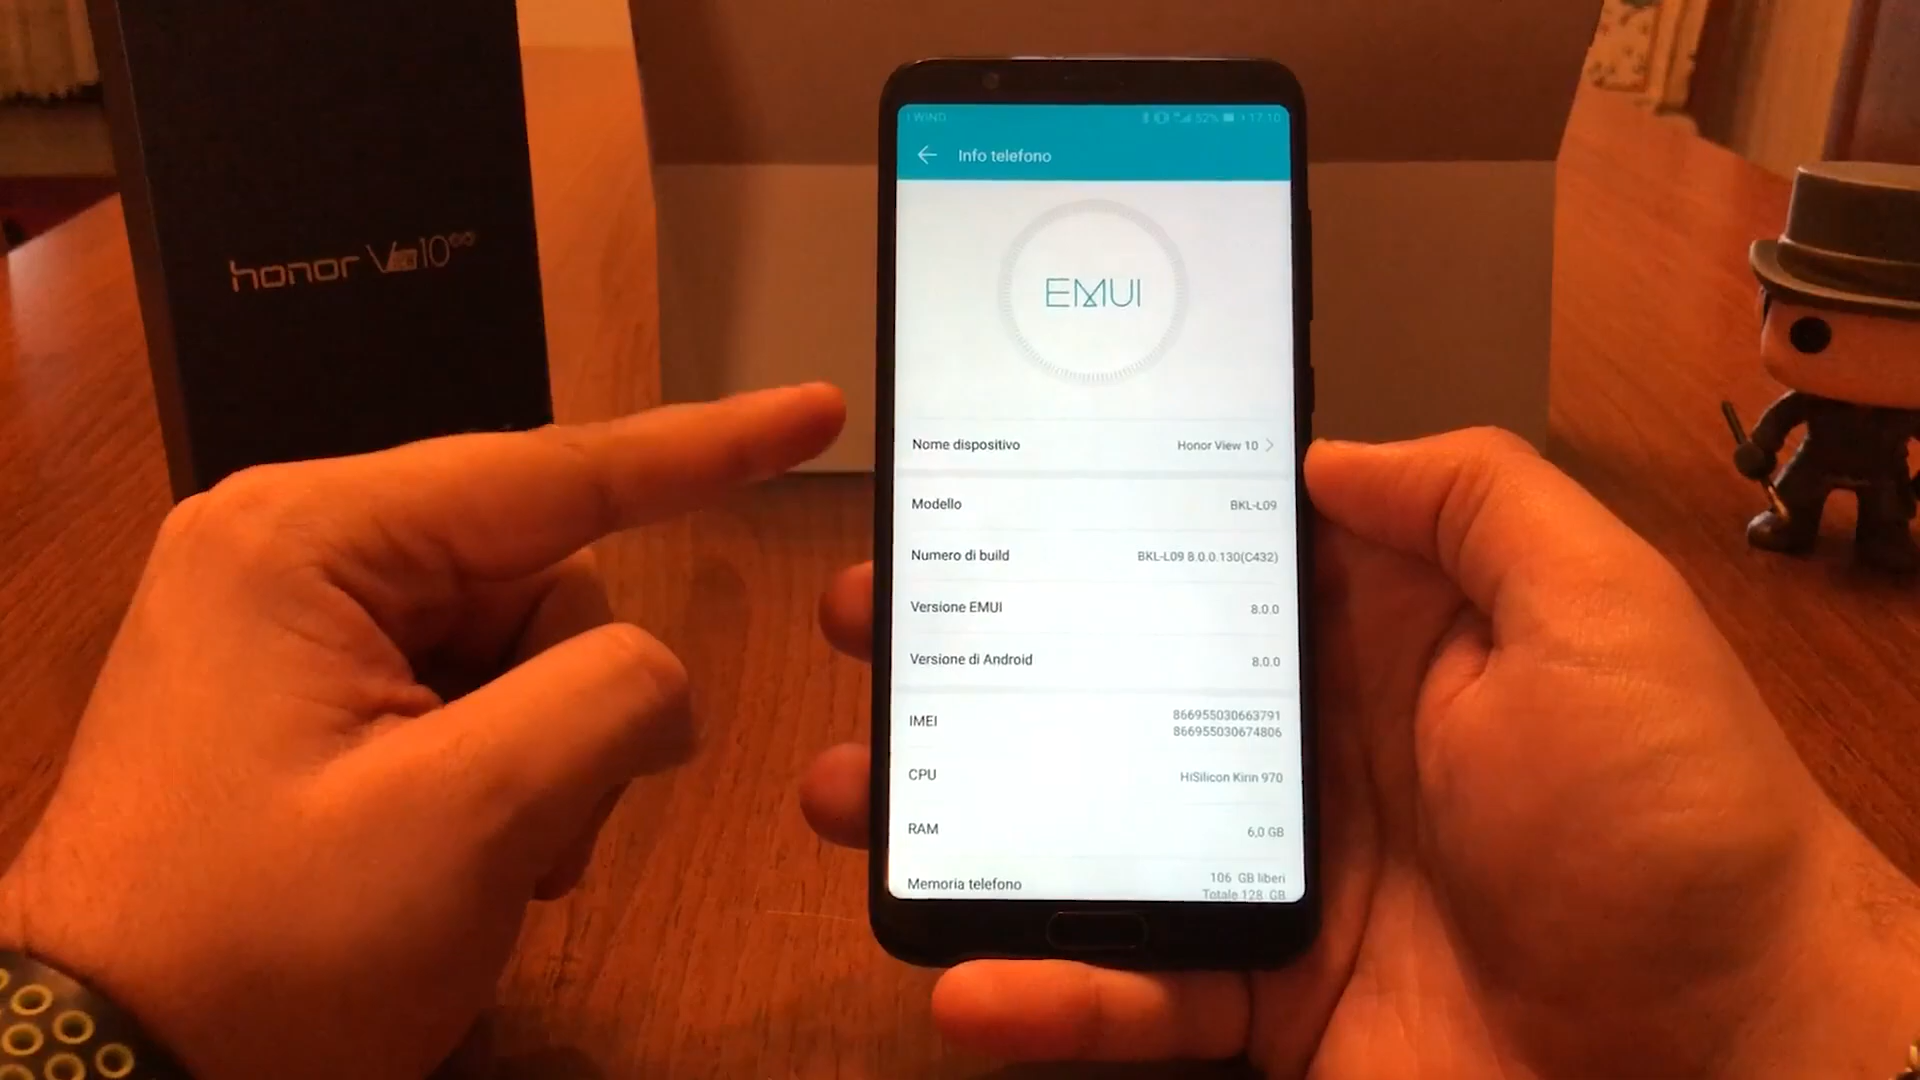 honor View10
I WIND
52%
17:10
Info telefono
EMUI
Nome dispositivo
Honor View 10
Modello
BKL-L09
Numero di build
BKL-L09 8.0.0.130(C432)
Versione EMUI
8.0.0
Versione di Android
8.0.0
IMEI
866955030663791
866955030674806
CPU
HiSilicon Kirin 970
RAM
6,0 GB
Memoria telefono
106 GB liberi
Totale 128 GB